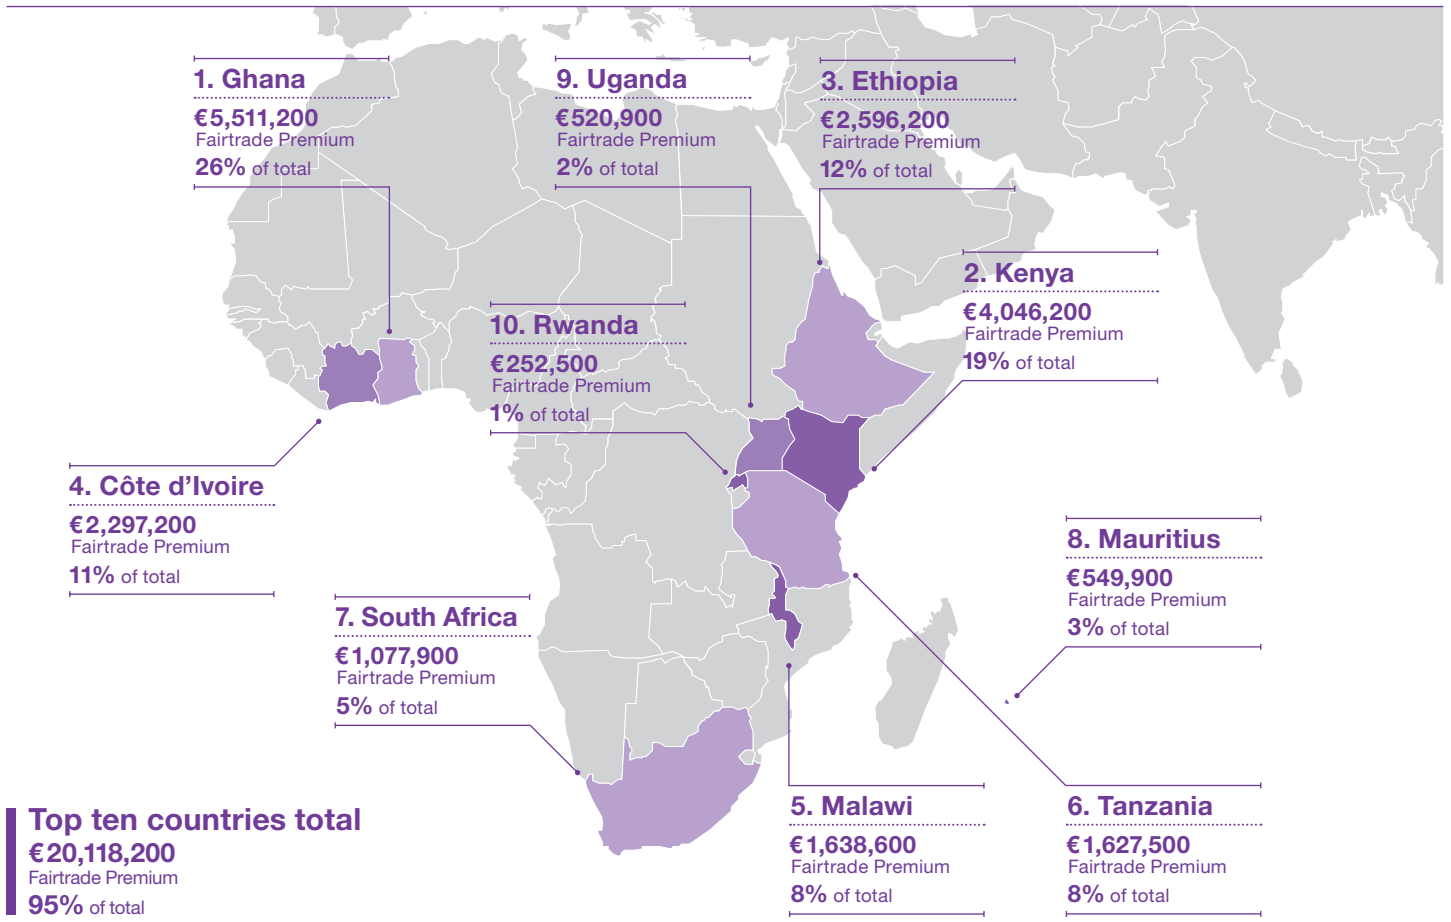 1. Ghana
€5,511,200
Fairtrade Premium
26% of total
9. Uganda
€520,900
Fairtrade Premium
2% of total
3. Ethiopia
€2,596,200
Fairtrade Premium
12% of total
2. Kenya
€4,046,200
Fairtrade Premium
19% of total
10. Rwanda
€252,500
Fairtrade Premium
1% of total
4. Côte d’Ivoire
€2,297,200
Fairtrade Premium
11% of total
8. Mauritius
€549,900
Fairtrade Premium
3% of total
7. South Africa
€1,077,900
Fairtrade Premium
5% of total
5. Malawi
€1,638,600
Fairtrade Premium
8% of total
6. Tanzania
€1,627,500
Fairtrade Premium
8% of total
Top ten countries total
€20,118,200
Fairtrade Premium
95% of total